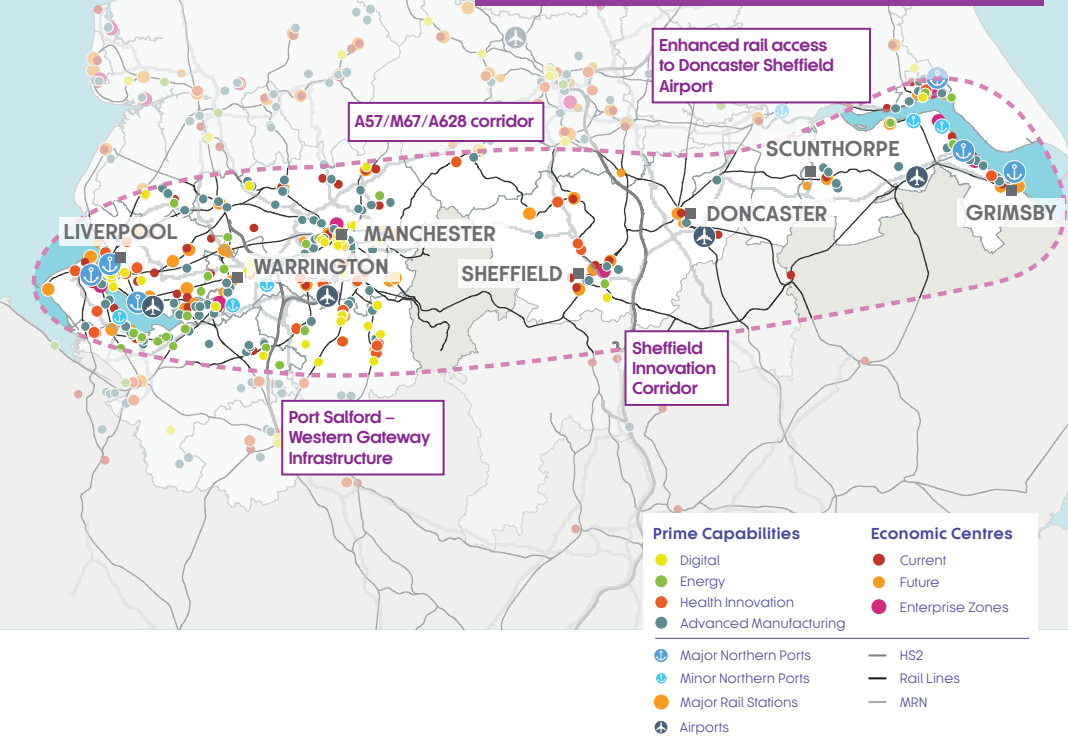 Enhanced rail access
to Doncaster Sheffield
Airport
A57/M67/A628 corridor
SCUNTHORPE
LIVERPOOL
MANCHESTER
DONCASTER
GRIMSBY
WARRINGTON
SHEFFIELD
Sheffield
Innovation
Corridor
Port Salford –
Western Gateway
Infrastructure
Prime Capabilities
Digital
Energy
Health Innovation
Advanced Manufacturing
Economic Centres
Current
Future
Enterprise Zones
Major Northern Ports
Minor Northern Ports
Major Rail Stations
Airports
HS2
Rail Lines
MRN